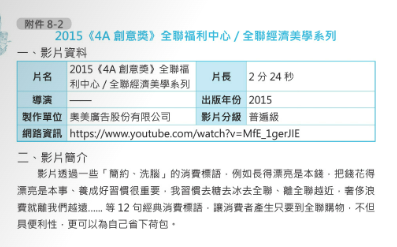 附件 8-2
2015《4A 創意獎》全聯福利中心 / 全聯經濟美學系列
一、影片資料
片名 2015《4A 創意獎》全聯福利中心 / 全聯經濟美學系列 片長 2 分 24 秒
導演 —— 出版年份 2015
製作單位 奧美廣告股份有限公司 影片分級 普遍級
網路資訊 https://www.youtube.com/watch?v=MfE_1gerJIE
二、影片簡介
影片透過一些「簡約、洗腦」的消費標語，例如長得漂亮是本錢，把錢花得
漂亮是本事、養成好習慣很重要，我習慣去糖去冰去全聯、離全聯越近，奢侈浪
費就離我們越遠…… 等 12 句經典消費標語，讓消費者產生只要到全聯購物，不但
具便利性，更可以為自己省下荷包。